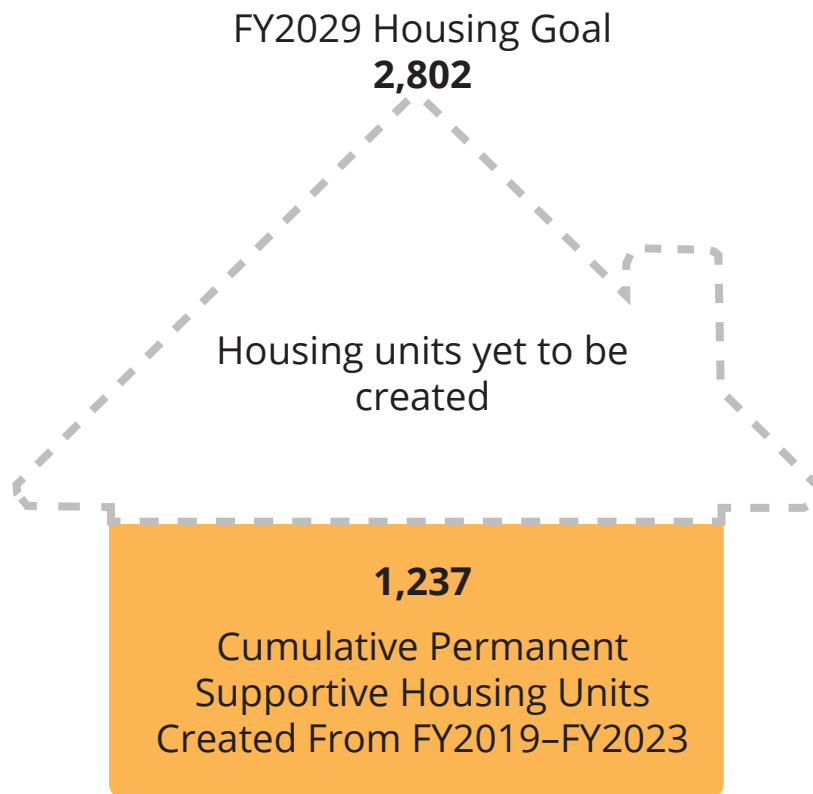 FY2029 Housing Goal
2,802
Housing units yet to be
created
1,237
Cumulative Permanent
Supportive Housing Units
Created From FY2019–FY2023